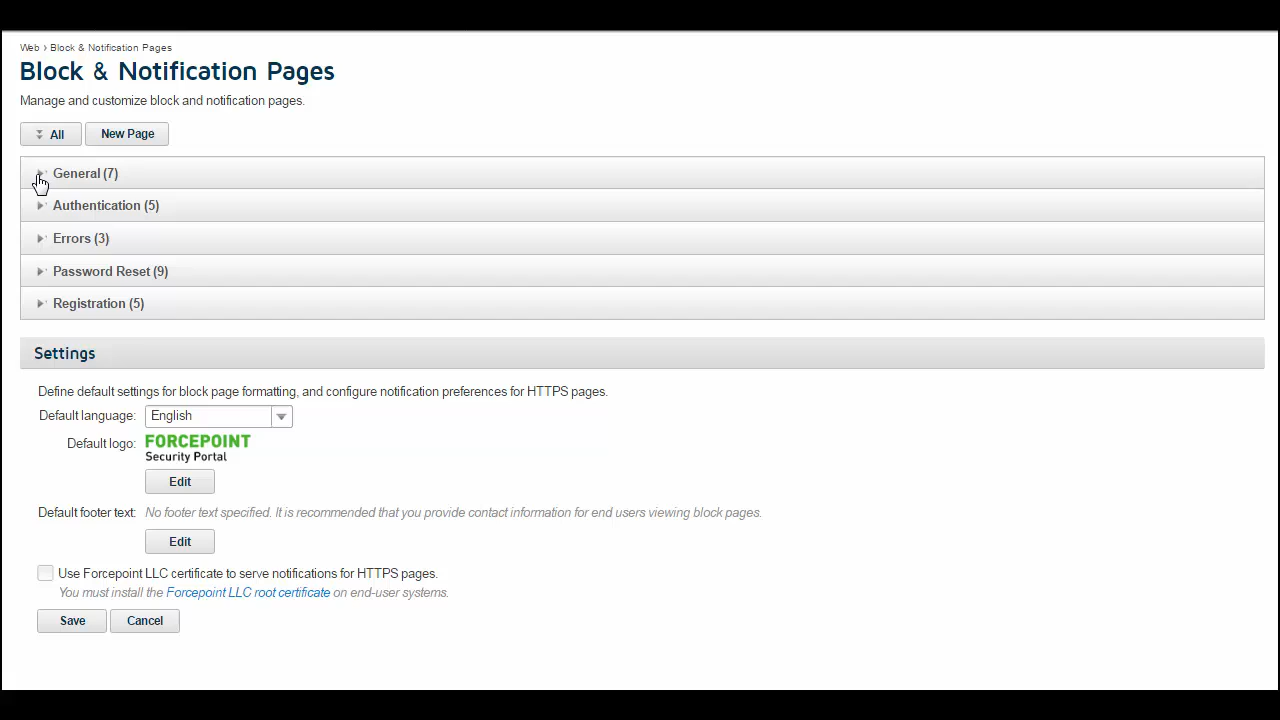 Web › Block & Notification Pages
Block & Notification Pages
Manage and customize block and notification pages.
All
New Page
General (7)
Authentication (5)
Errors (3)
Password Reset (9)
Registration (5)
Settings
Define default settings for block page formatting, and configure notification preferences for HTTPS pages.
Default language: English
Default logo: FORCEPOINT
Security Portal
Edit
Default footer text: No footer text specified. It is recommended that you provide contact information for end users viewing block pages.
Edit
Use Forcepoint LLC certificate to serve notifications for HTTPS pages.
You must install the Forcepoint LLC root certificate on end-user systems.
Save
Cancel